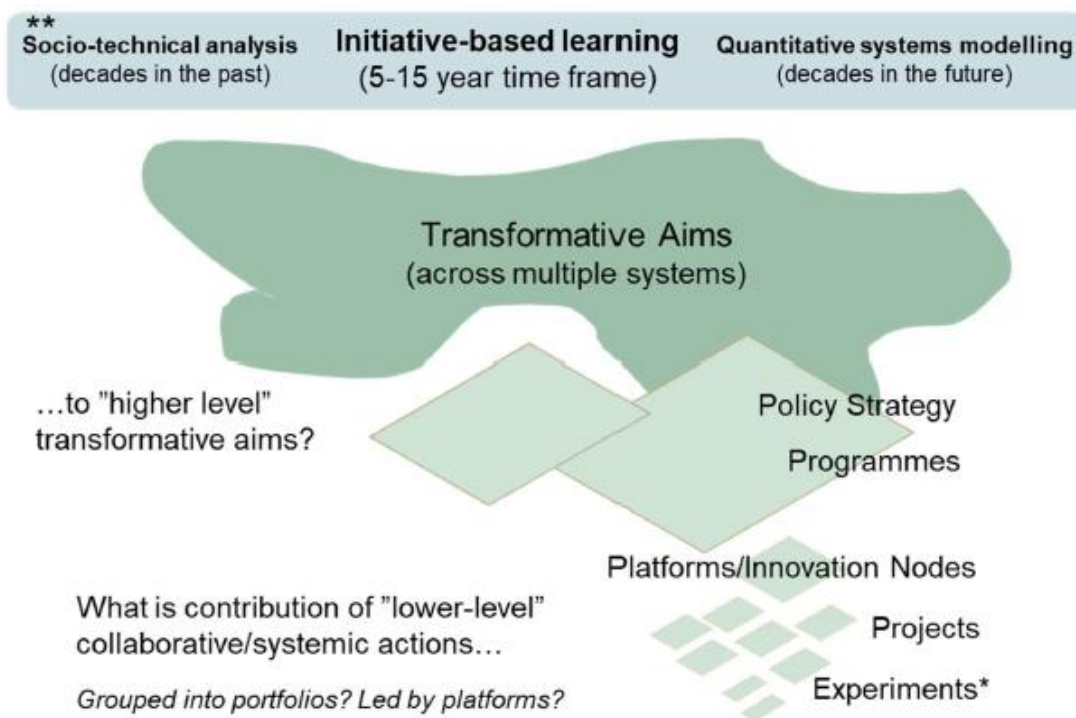 **
Socio-technical analysis
(decades in the past)
Initiative-based learning
(5-15 year time frame)
Quantitative systems modelling
(decades in the future)
Transformative Aims
(across multiple systems)
…to ”higher level”
transformative aims?
Policy Strategy
Programmes
Platforms/Innovation Nodes
What is contribution of ”lower-level”
collaborative/systemic actions…
Projects
Experiments*
Grouped into portfolios? Led by platforms?